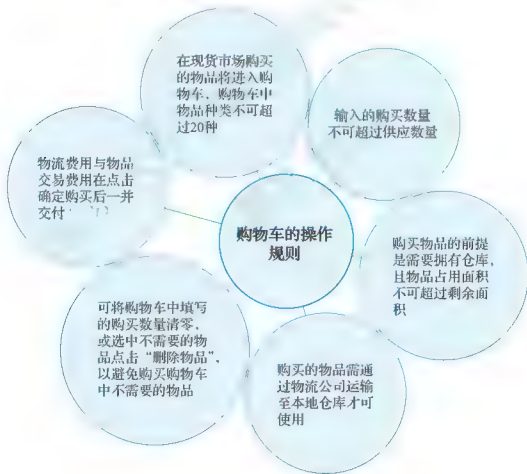 在现货市场购买
的物品将进入购
物车、购物车中
物品种类不可超
过20种
输入的购买数量
不可超过供应数量
物流费用与物品
交易费用在点击
确定购买后一并
交付
购物车的操作
规则
购买物品的前提
是需要拥有仓库，
且物品占用面积
不可超过剩余面
积
可将购物车中填写
的购买数量清零，
或选中不需要的物
品点击“删除物品”，
以避免购买购物车
中不需要的物品
购买的物品需通
过物流公司运输
至本地仓库才可
使用